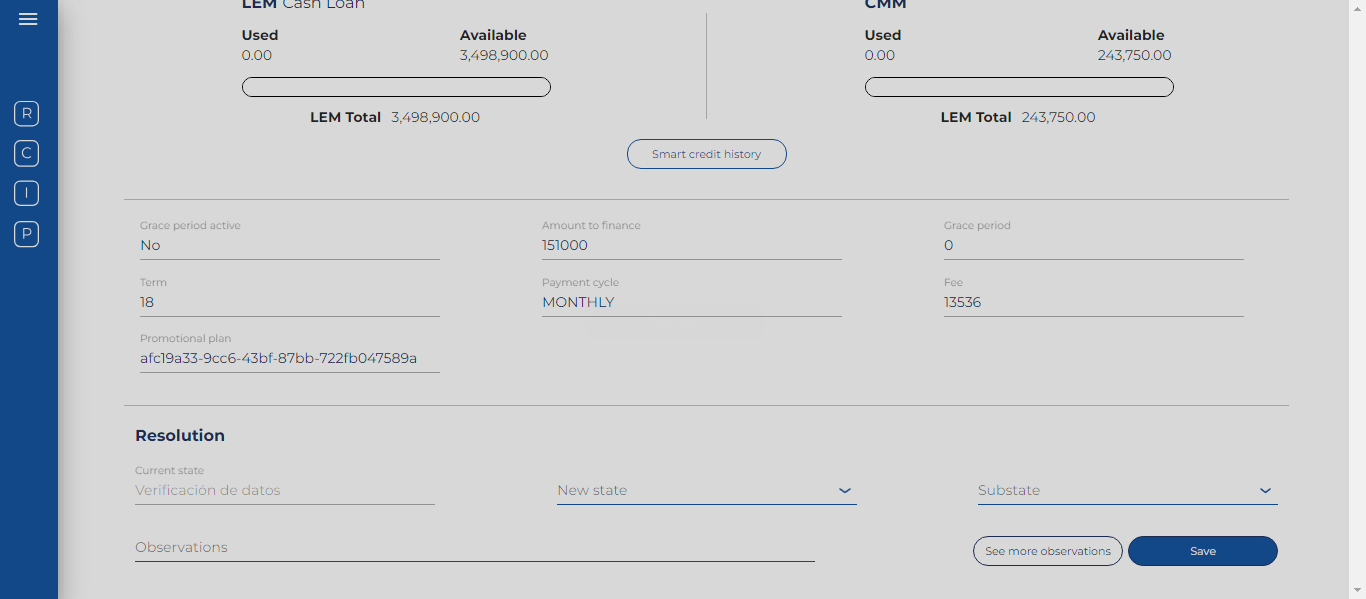 LEM Cash Loan
CMM
Used
Available
0.00
3,498,900.00
LEM Total 3,498,900.00
Used
Available
0.00
243,750.00
LEM Total 243,750.00
Smart credit history
R
C
I
P
Grace period active
No
Amount to finance
151000
Grace period
0
Term
18
Payment cycle
MONTHLY
Fee
13536
Promotional plan
afc19a33-9cc6-43bf-87bb-722fb047589a
Resolution
Current state
Verificación de datos
New state
Substate
Observations
See more observations
Save